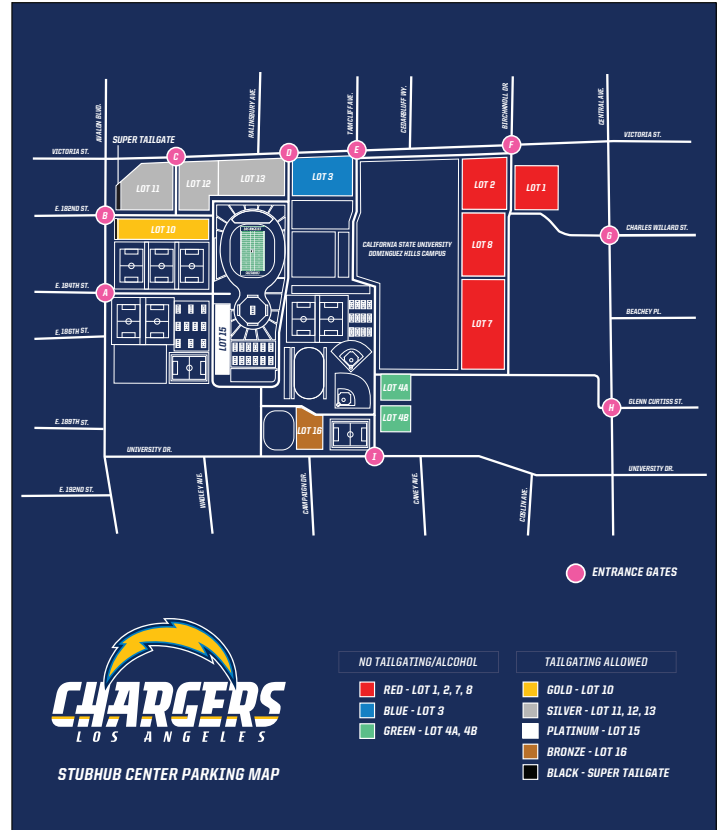 AVALON BLVD.
RALINSBURY AVE.
TAMCLIFF AVE.
CEDARBLUFF WY.
BIRCHKNOLL DR.
CENTRAL AVE.
SUPER TAILGATE
VICTORIA ST.
VICTORIA ST.
C
D
E
F
LOT 11
LOT 12
LOT 13
LOT 3
LOT 2
LOT 1
E. 182ND ST.
B
LOT 10
CALIFORNIA STATE UNIVERSITY
DOMINGUEZ HILLS CAMPUS
LOT 8
G
CHARLES WILLARD ST.
E. 184TH ST.
A
BEACHEY PL.
E. 186TH ST.
LOT 15
LOT 7
LOT 4A
H
GLENN CURTISS ST.
LOT 4B
E. 189TH ST.
LOT 16
UNIVERSITY DR.
I
UNIVERSITY DR.
E. 192ND ST.
WADLEY AVE.
CAMPAIGN DR.
CANEY AVE.
COBLIN AVE.
ENTRANCE GATES
CHARGERS
LOS ANGELES
STUBHUB CENTER PARKING MAP
NO TAILGATING/ALCOHOL
RED - LOT 1, 2, 7, 8
BLUE - LOT 3
GREEN - LOT 4A, 4B
TAILGATING ALLOWED
GOLD - LOT 10
SILVER - LOT 11, 12, 13
PLATINUM - LOT 15
BRONZE - LOT 16
BLACK - SUPER TAILGATE